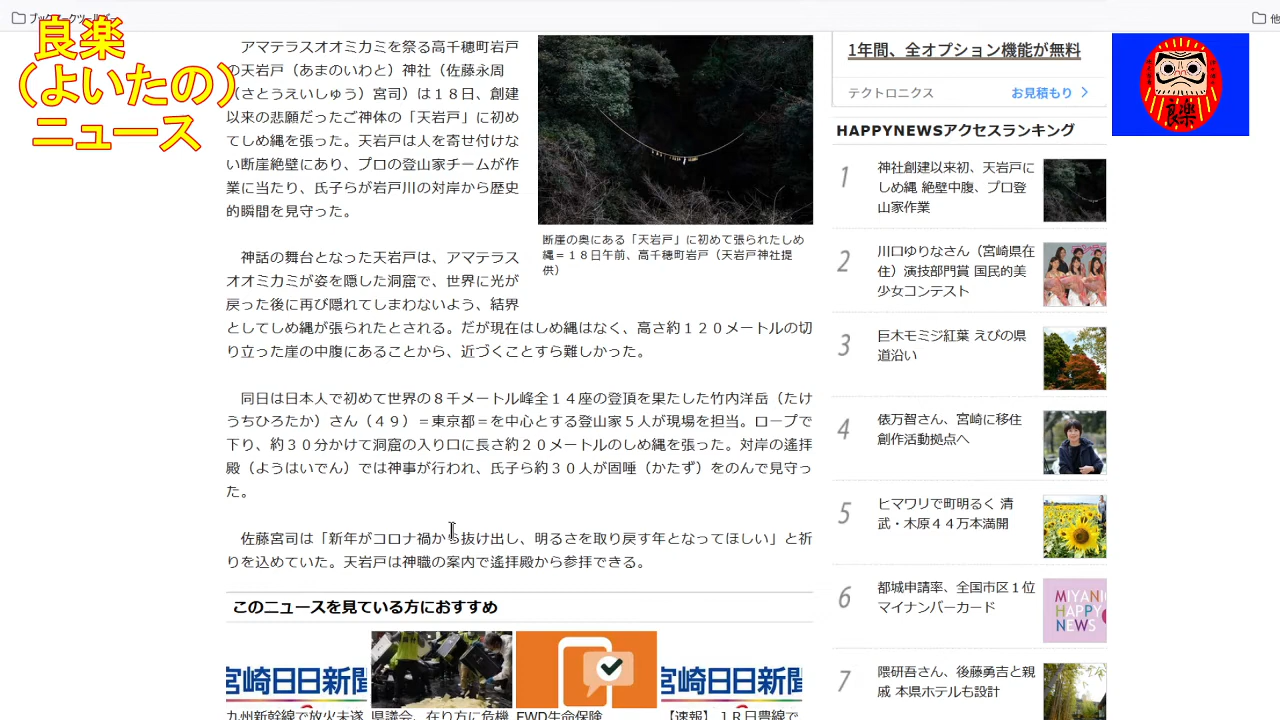 良楽
（よいたの）
ニュース
アマテラスオオミカミを祭る高千穂町岩戸
の天岩戸（あまのいわと）神社（佐藤永周
（さとうえいしゅう）宮司）は１８日、創建
以来の悲願だったご神体の「天岩戸」に初め
てしめ縄を張った。天岩戸は人を寄せ付けな
い断崖絶壁にあり、プロの登山家チームが作
業に当たり、氏子らが岩戸川の対岸から歴史
的瞬間を見守った。
神話の舞台となった天岩戸は、アマテラス
オオミカミが姿を隠した洞窟で、世界に光が
戻った後に再び隠れてしまわないよう、結界
としてしめ縄が張られたとされる。だが現在はしめ縄はなく、高さ約１２０メートルの切
り立った崖の中腹にあることから、近づくことすら難しかった。
同日は日本人で初めて世界の８千メートル峰全１４座の登頂を果たした竹内洋岳（たけ
うちひろたか）さん（４９）＝東京都＝を中心とする登山家５人が現場を担当。ロープで
下り、約３０分かけて洞窟の入り口に長さ約２０メートルのしめ縄を張った。対岸の遙拝
殿（ようはいでん）では神事が行われ、氏子ら約３０人が固唾（かたず）をのんで見守っ
た。
佐藤宮司は「新年がコロナ禍から抜け出し、明るさを取り戻す年となってほしい」と祈
りを込めていた。天岩戸は神職の案内で遙拝殿から参拝できる。
断崖の奥にある「天岩戸」に初めて張られたしめ
縄＝１８日午前、高千穂町岩戸（天岩戸神社提
供）
このニュースを見ている方におすすめ
宮崎日日新聞
宮崎日日新聞
九州新幹線で放火未遂
県議会、在り方に危機
FWD生命保険
【速報】ＪＲ日豊線で
1年間、全オプション機能が無料
テクトロニクス
お見積もり
HAPPYNEWSアクセスランキング
1
神社創建以来初、天岩戸に
しめ縄 絶壁中腹、プロ登
山家作業
2
川口ゆりなさん（宮崎県在
住）演技部門賞 国民的美
少女コンテスト
3
巨木モミジ紅葉 えびの県
道沿い
4
俵万智さん、宮崎に移住
創作活動拠点へ
5
ヒマワリで町明るく 清
武・木原４４万本満開
6
都城申請率、全国市区１位
マイナンバーカード
MIYANI
HAPPY
NEWS
7
隈研吾さん、後藤勇吉と親
戚 本県ホテルも設計
他
良楽